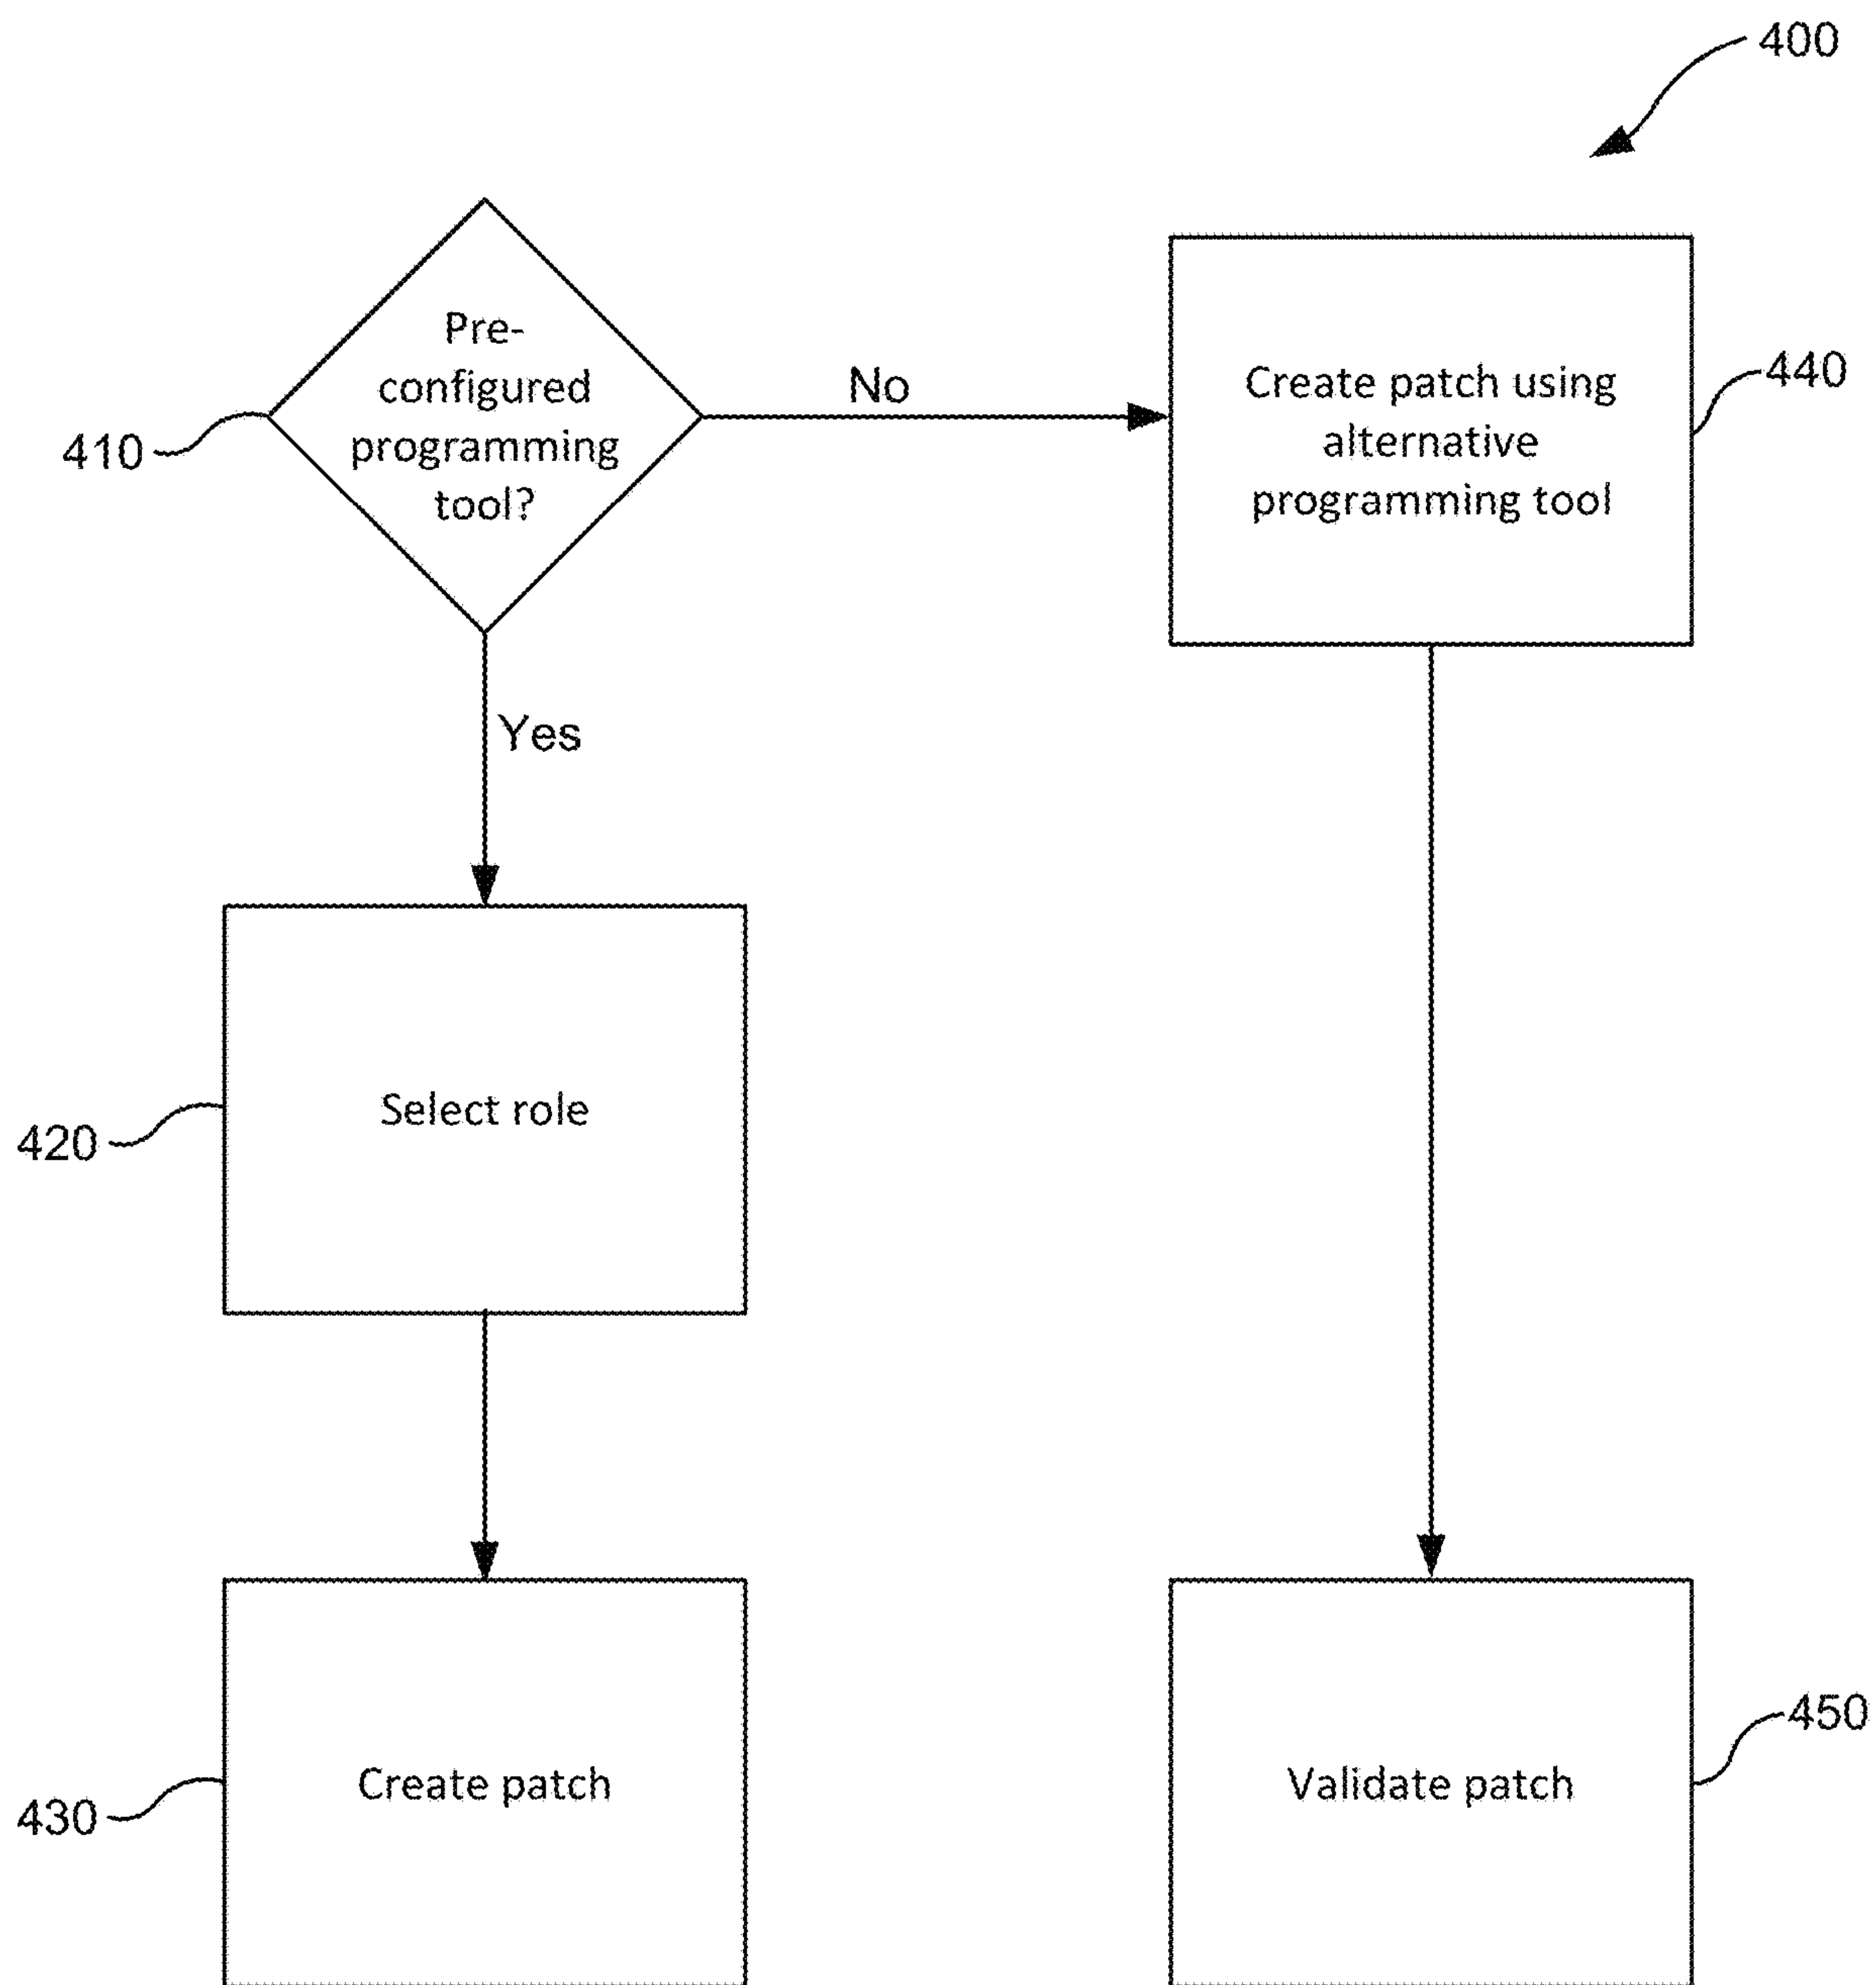 400
Pre-
configured
programming
tool?
410
No
Create patch using
alternative
programming tool
440
Yes
Select role
420
Create patch
430
Validate patch
450